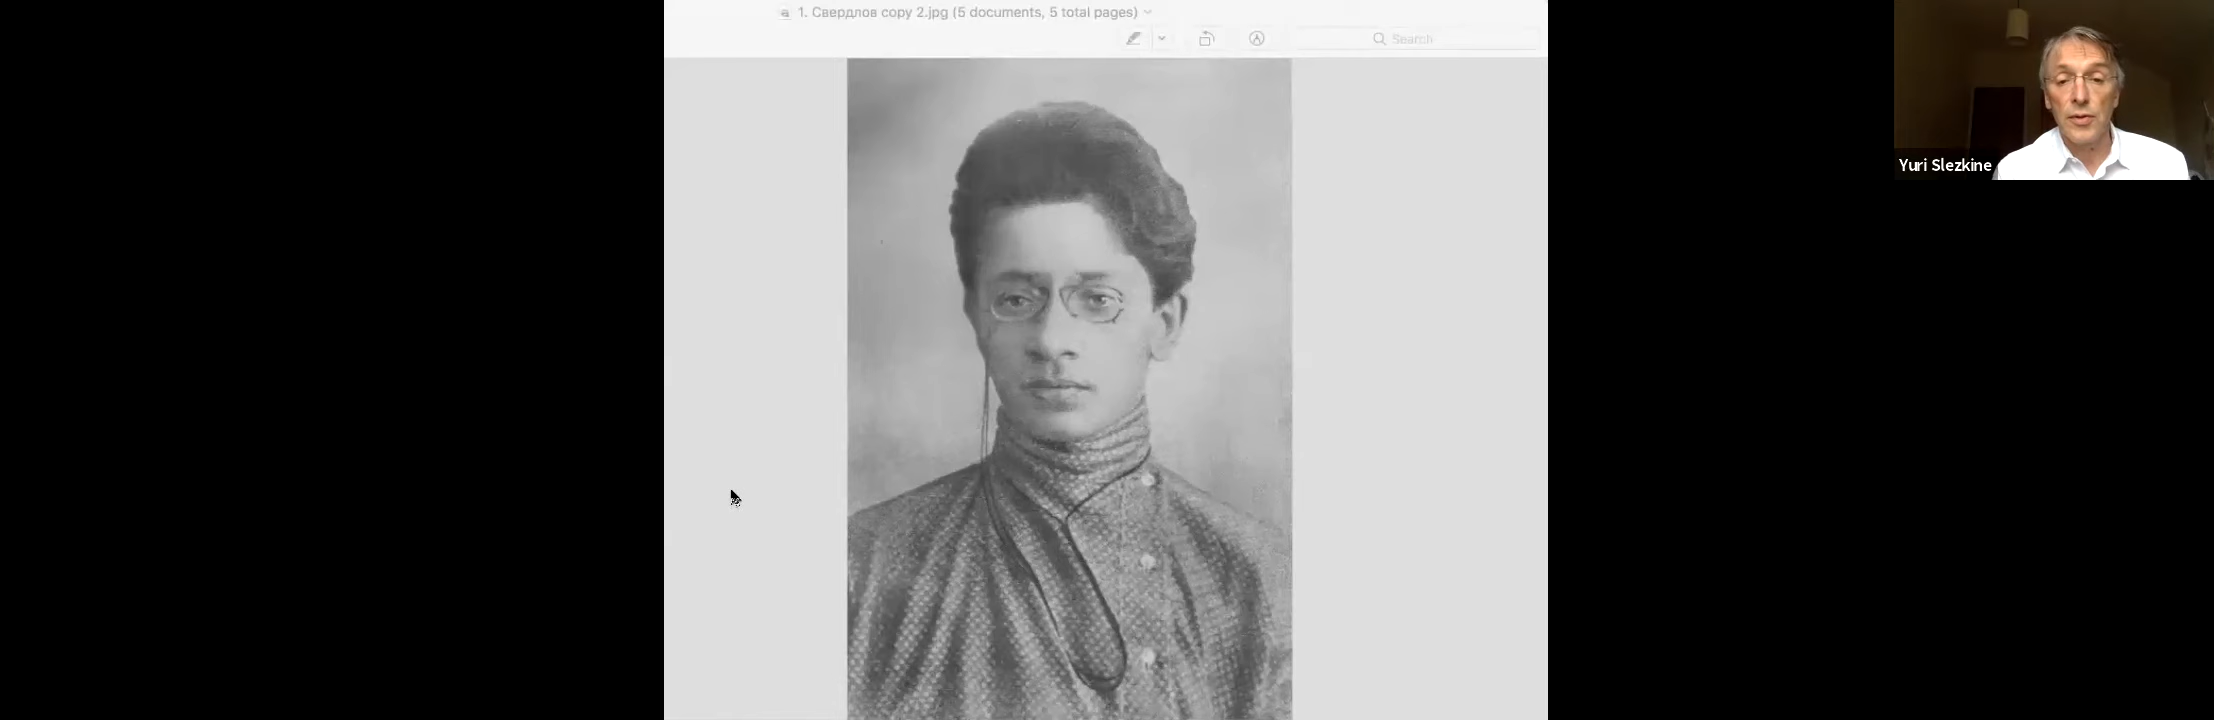 1. Свердлов copy 2.jpg (5 documents, 5 total pages)
Search
Yuri Slezkine